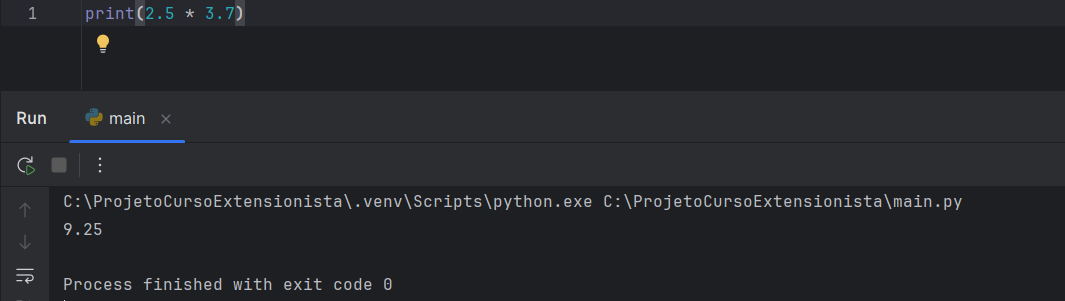 1 print(2.5 * 3.7)
Run main
C:\ProjetoCursoExtensionista\.venv\Scripts\python.exe C:\ProjetoCursoExtensionista\main.py
9.25
Process finished with exit code 0